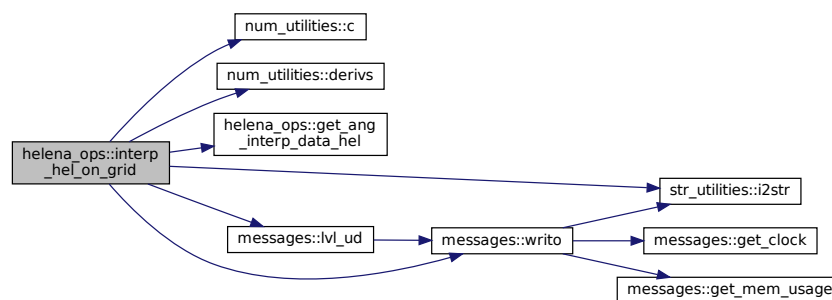 num_utilities::c
num_utilities::derivs
helena_ops::get_ang
_interp_data_hel
helena_ops::interp
_hel_on_grid
str_utilities::i2str
messages::lvl_ud
messages::writo
messages::get_clock
messages::get_mem_usage